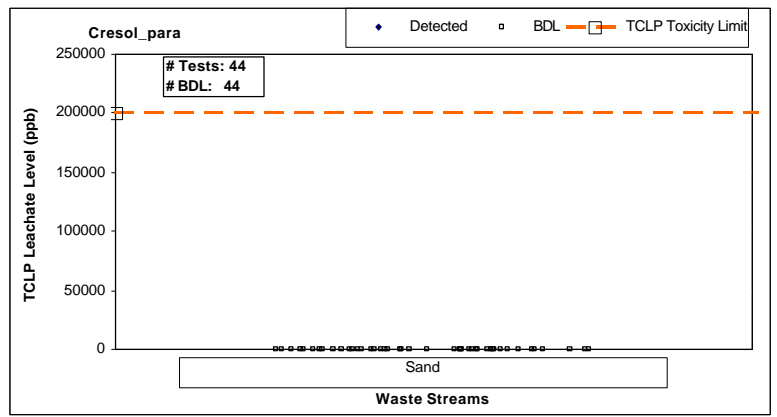 Cresol_para
Detected BDL TCLP Toxicity Limit
# Tests: 44
# BDL: 44
TCLP Leachate Level (ppb)
250000
200000
150000
100000
50000
0
Sand
Waste Streams